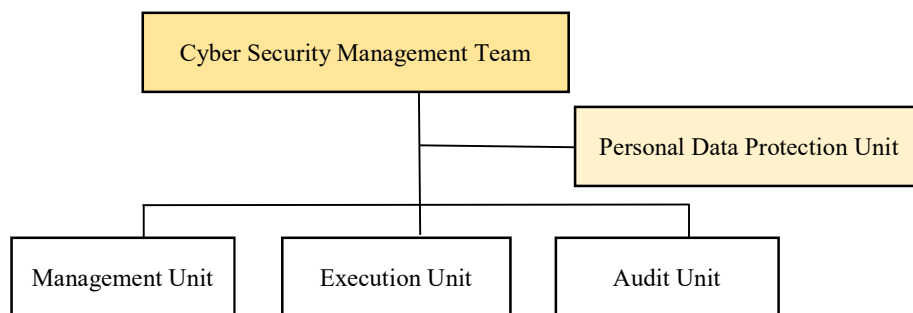 Cyber Security Management Team
Personal Data Protection Unit
Management Unit
Execution Unit
Audit Unit